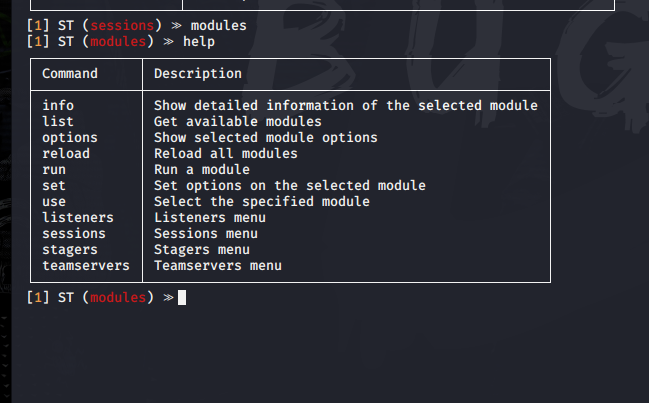 [1] ST (sessions) ≫ modules
[1] ST (modules) ≫ help
Command Description
info Show detailed information of the selected module
list Get available modules
options Show selected module options
reload Reload all modules
run Run a module
set Set options on the selected module
use Select the specified module
listeners Listeners menu
sessions Sessions menu
stagers Stagers menu
teamservers Teamservers menu
[1] ST (modules) ≫
BUG